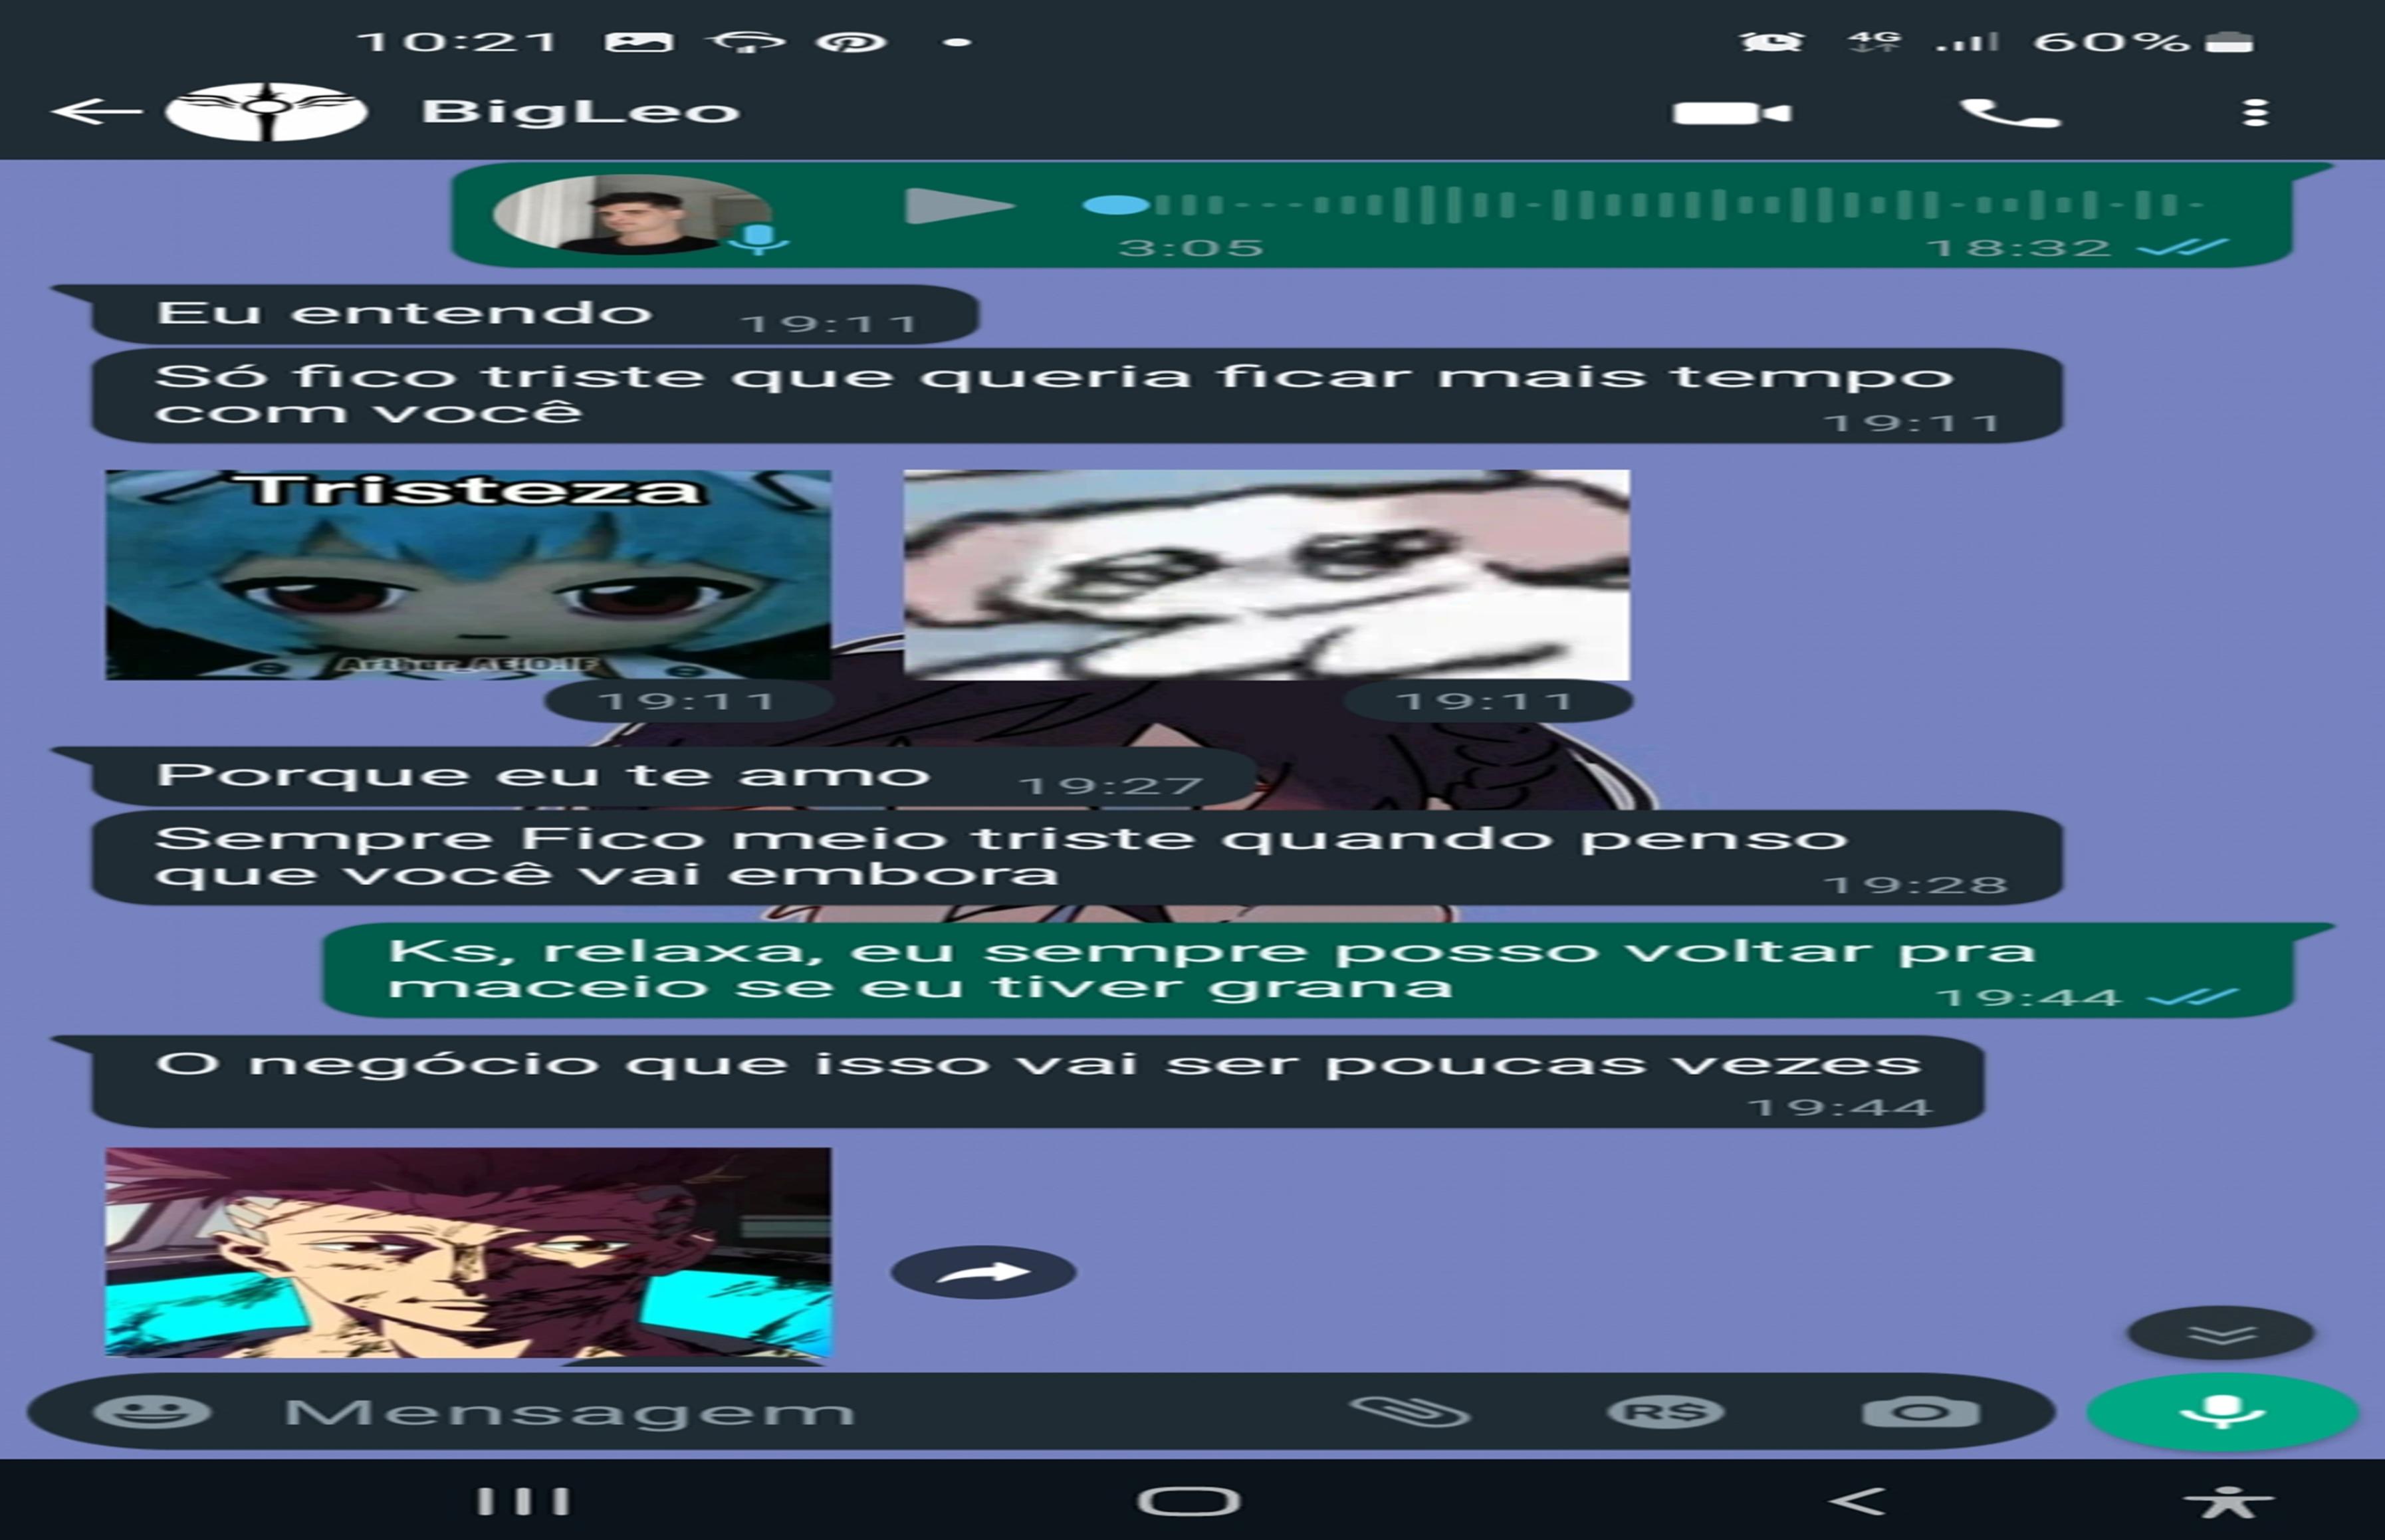 10:21 4G 60%
BigLeo
3:05 18:32
Eu entendo 19:11
Só fico triste que queria ficar mais tempo
com você 19:11
Tristeza
Arthur_AEIO.IF
19:11 19:11
Porque eu te amo 19:27
Sempre Fico meio triste quando penso
que você vai embora 19:28
Ks, relaxa, eu sempre posso voltar pra
maceio se eu tiver grana 19:44
O negócio que isso vai ser poucas vezes
19:44
Mensagem R$